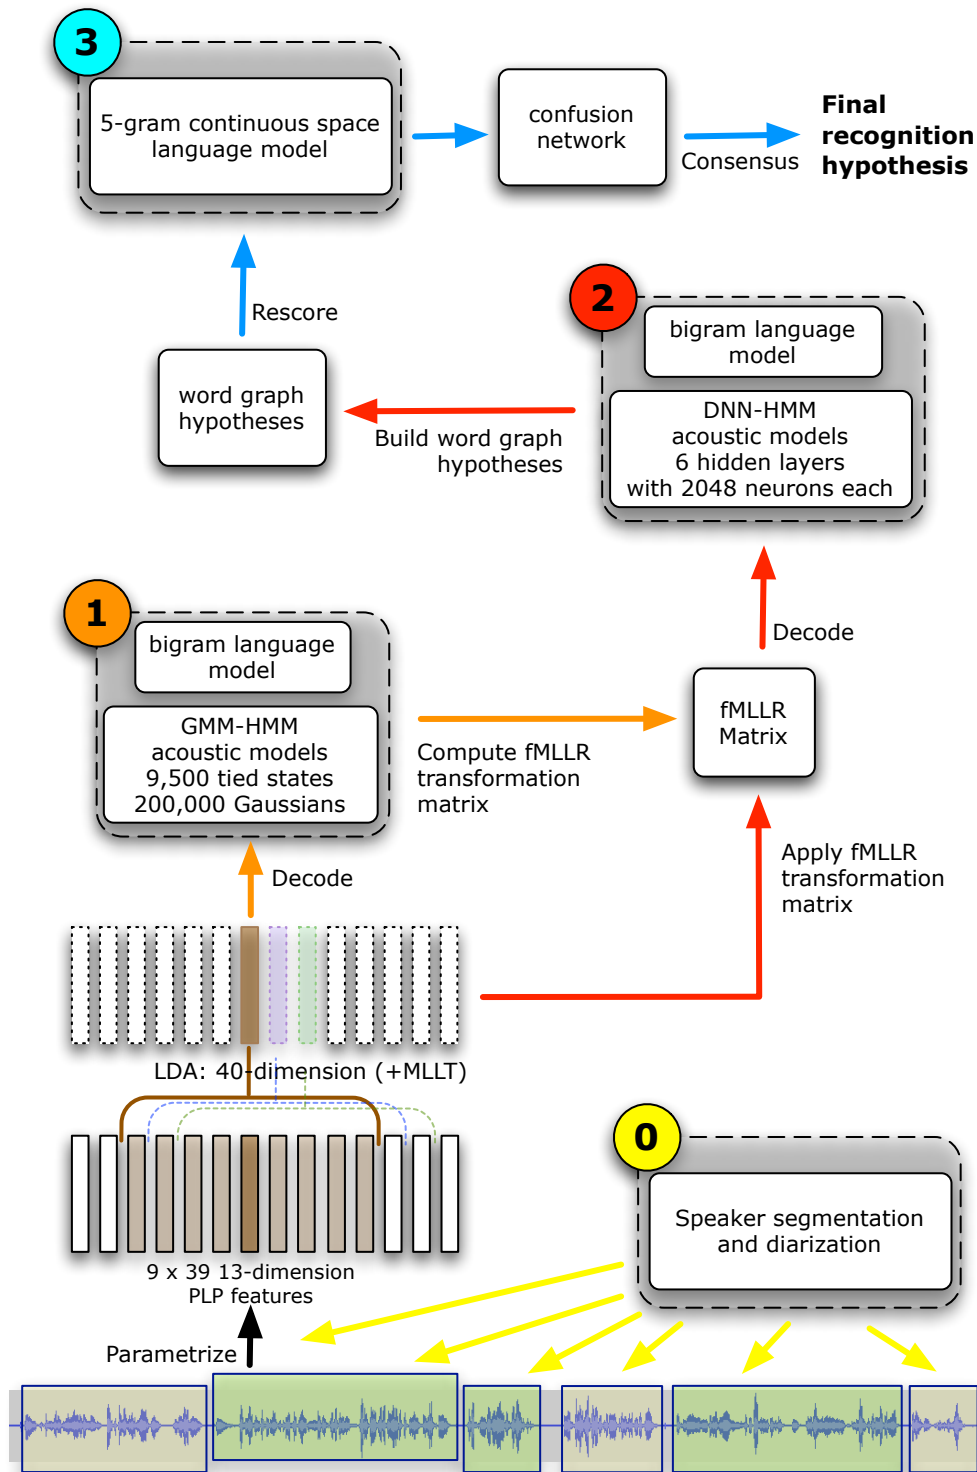 3
5-gram continuous space
language model
confusion
network
Consensus
Final
recognition
hypothesis
Rescore
2
bigram language
model
DNN-HMM
acoustic models
6 hidden layers
with 2048 neurons each
word graph
hypotheses
Build word graph
hypotheses
Decode
1
bigram language
model
GMM-HMM
acoustic models
9,500 tied states
200,000 Gaussians
Compute fMLLR
transformation
matrix
fMLLR
Matrix
Decode
Apply fMLLR
transformation
matrix
LDA: 40-dimension (+MLLT)
0
Speaker segmentation
and diarization
9 x 39 13-dimension
PLP features
Parametrize